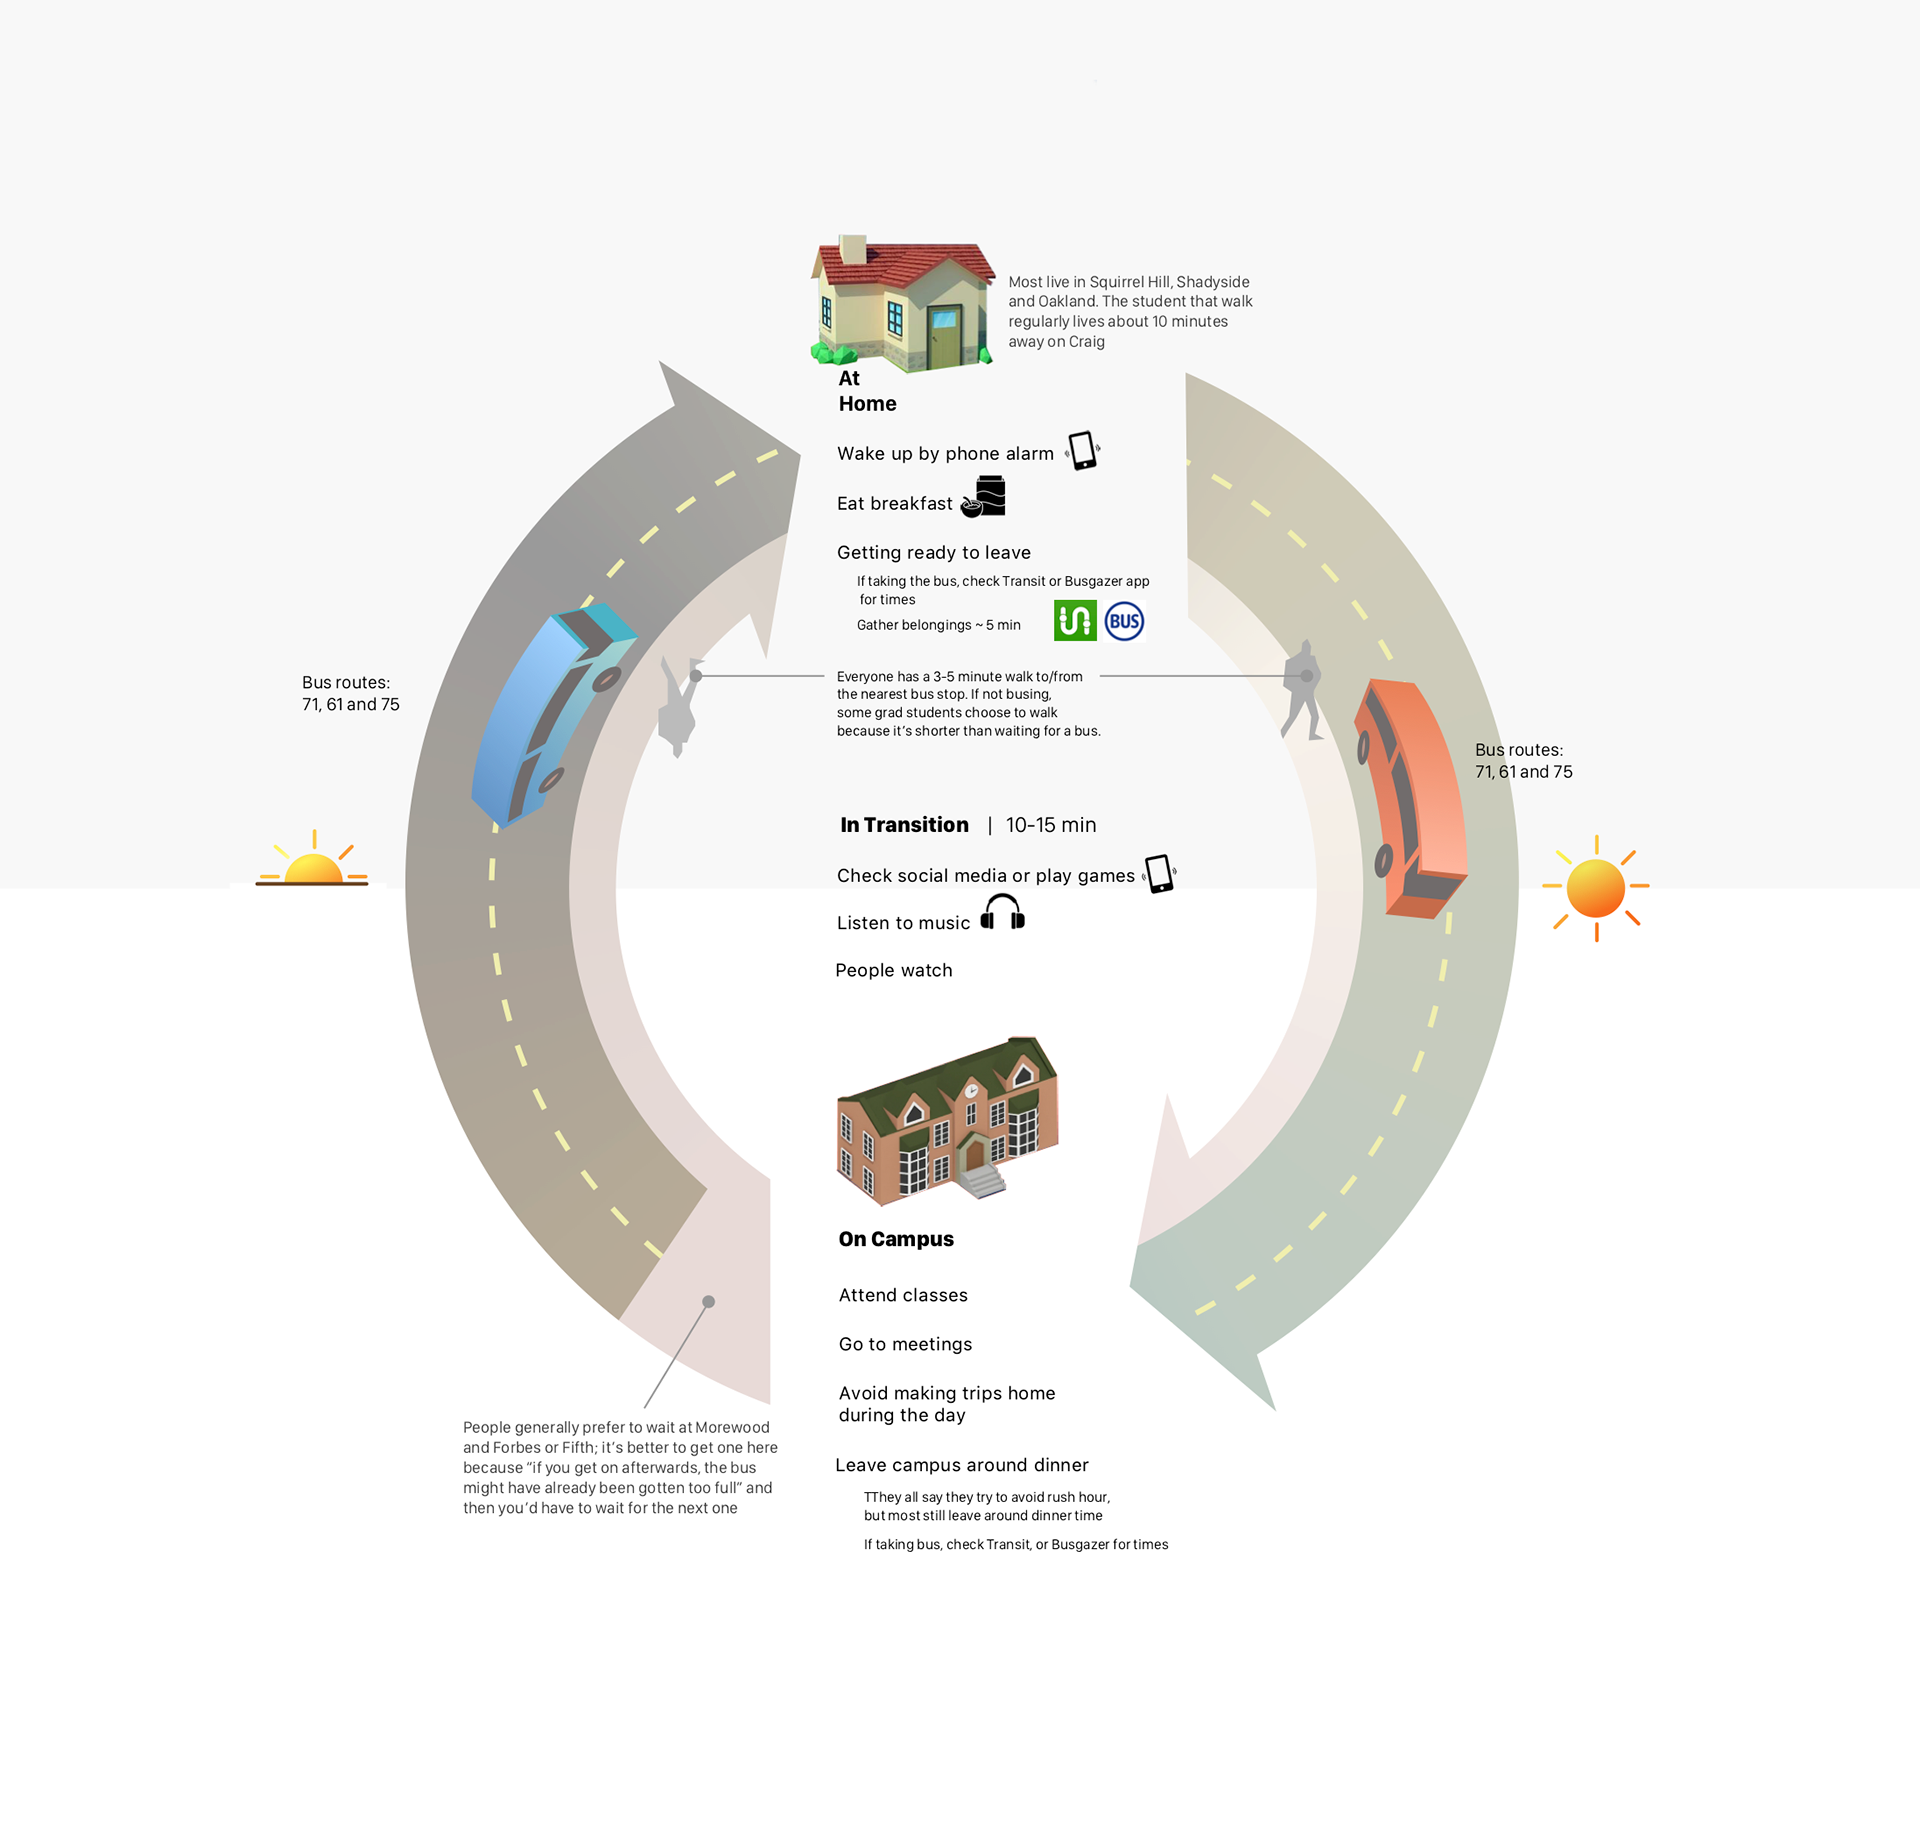 Most live in Squirrel Hill, Shadyside
and Oakland. The student that walk
regularly lives about 10 minutes
away on Craig
At
Home
Wake up by phone alarm
Eat breakfast
Getting ready to leave
If taking the bus, check Transit or Busgazer app
for times
Gather belongings ~ 5 min
BUS
Everyone has a 3-5 minute walk to/from
the nearest bus stop. If not busing,
some grad students choose to walk
because it's shorter than waiting for a bus.
Bus routes:
71, 61 and 75
Bus routes:
71, 61 and 75
In Transition | 10-15 min
Check social media or play games
Listen to music
People watch
On Campus
Attend classes
Go to meetings
Avoid making trips home
during the day
Leave campus around dinner
TThey all say they try to avoid rush hour,
but most still leave around dinner time
If taking bus, check Transit, or Busgazer for times
People generally prefer to wait at Morewood
and Forbes or Fifth; it's better to get one here
because “if you get on afterwards, the bus
might have already been gotten too full” and
then you'd have to wait for the next one